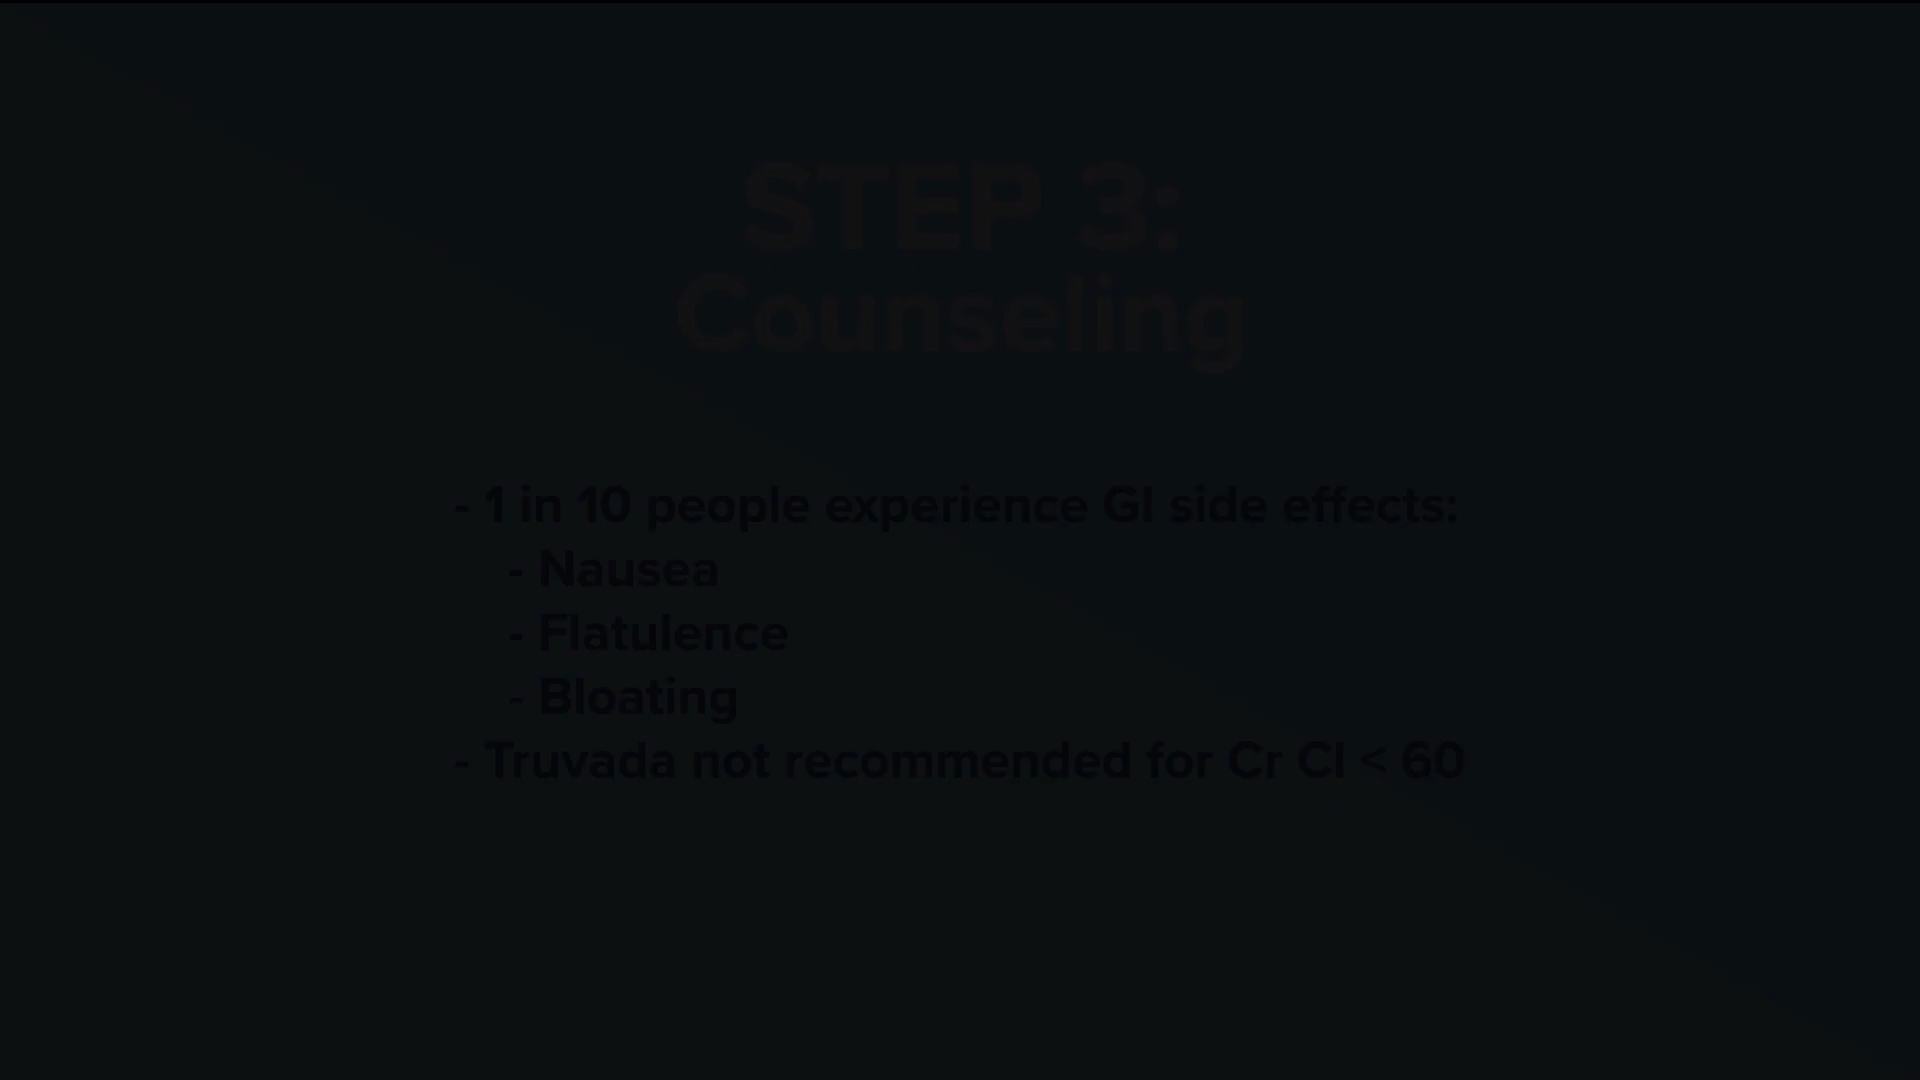 STEP 3:
Counseling
- 1 in 10 people experience GI side effects:
- Nausea
- Flatulence
- Bloating
- Truvada not recommended for Cr Cl < 60